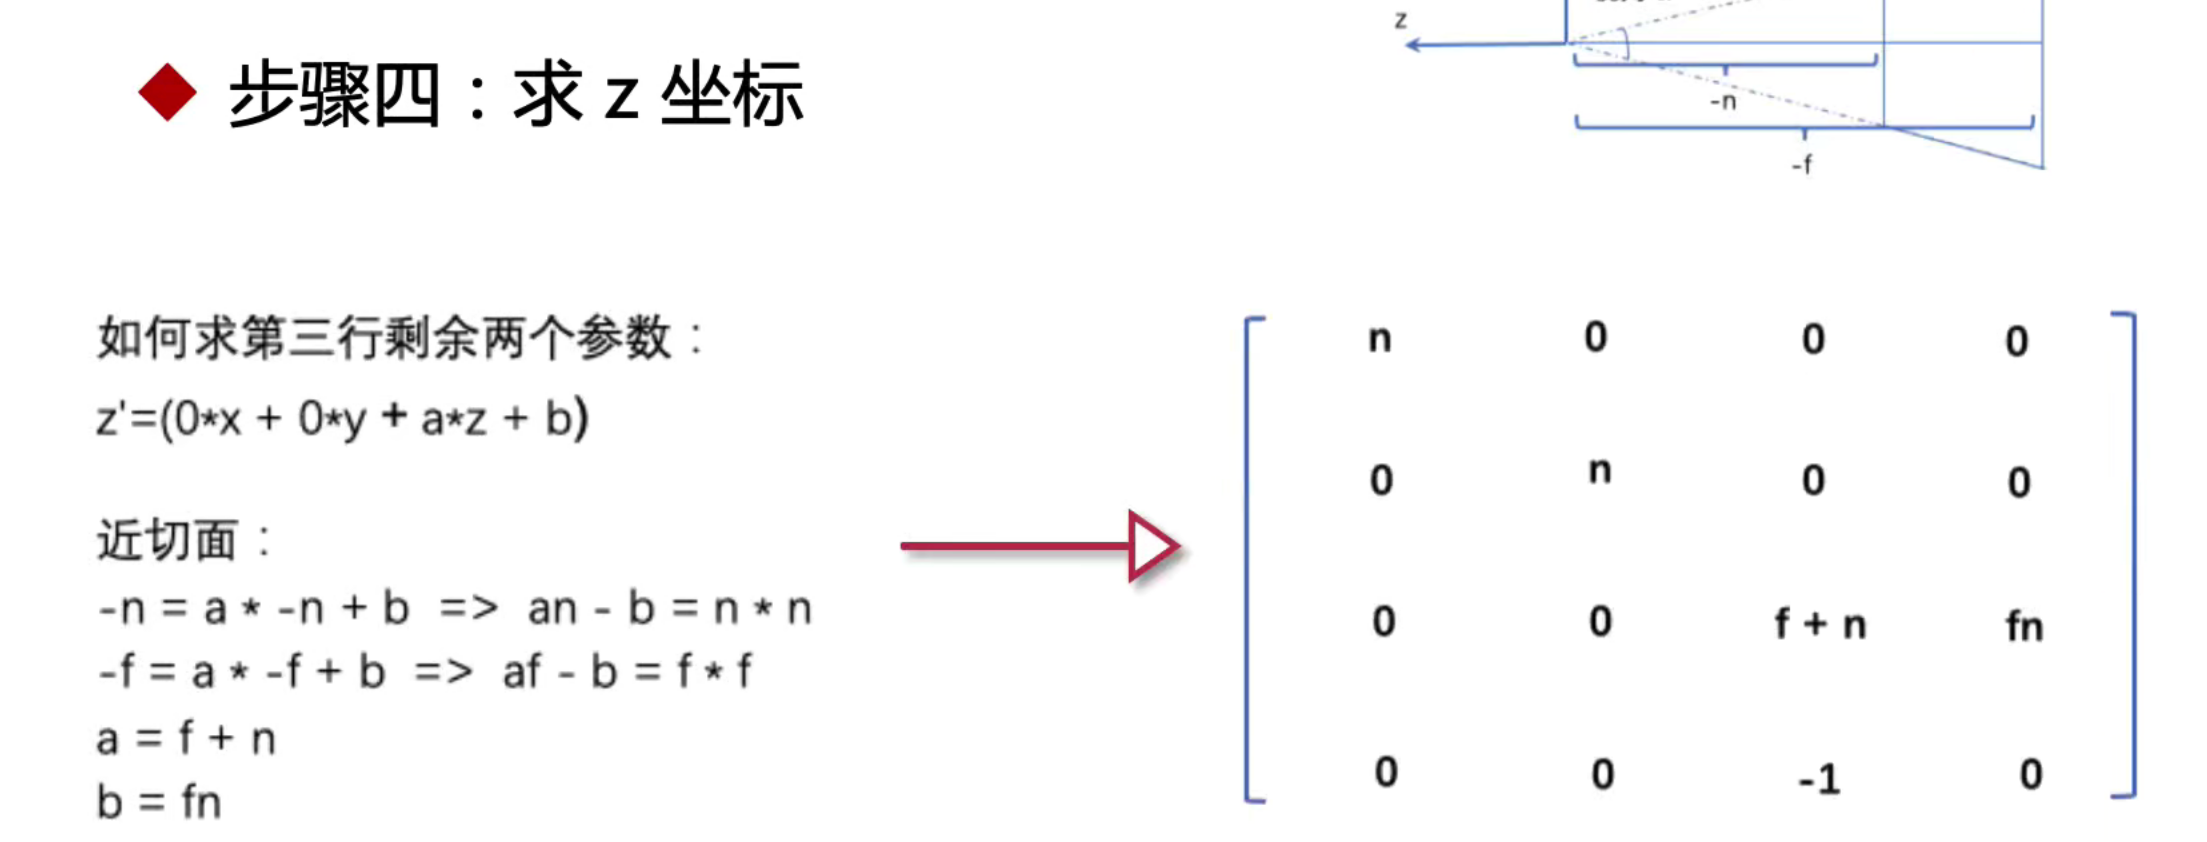 z
步骤四：求 z 坐标
-n
-f
如何求第三行剩余两个参数：
z'=(0*x + 0*y + a*z + b)
近切面：
-n = a * -n + b => an - b = n * n
-f = a * -f + b => af - b = f * f
a = f + n
b = fn
n 0 0 0
0 n 0 0
0 0 f + n fn
0 0 -1 0